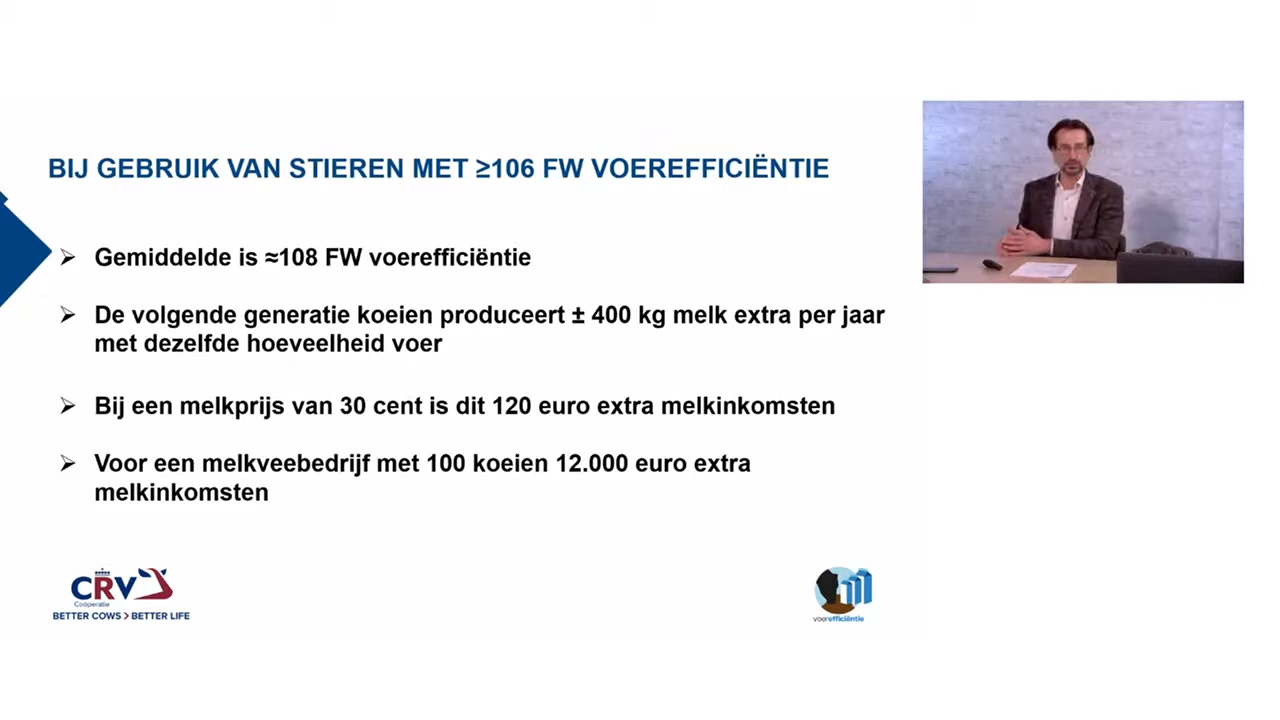 BIJ GEBRUIK VAN STIEREN MET ≥106 FW VOEREFFICIËNTIE
➢ Gemiddelde is ≈108 FW voerefficiëntie
➢ De volgende generatie koeien produceert ± 400 kg melk extra per jaar
met dezelfde hoeveelheid voer
➢ Bij een melkprijs van 30 cent is dit 120 euro extra melkinkomsten
➢ Voor een melkveebedrijf met 100 koeien 12.000 euro extra
melkinkomsten
CRV
Coöperatie
BETTER COWS > BETTER LIFE
voerefficiëntie